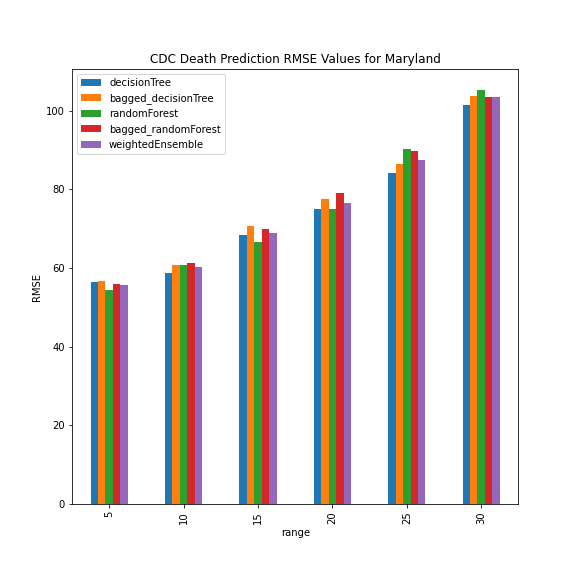 CDC Death Prediction RMSE Values for Maryland
decisionTree
bagged_decisionTree
randomForest
bagged_randomForest
weightedEnsemble
RMSE
100
80
60
40
20
0
5
10
15
20
25
30
range